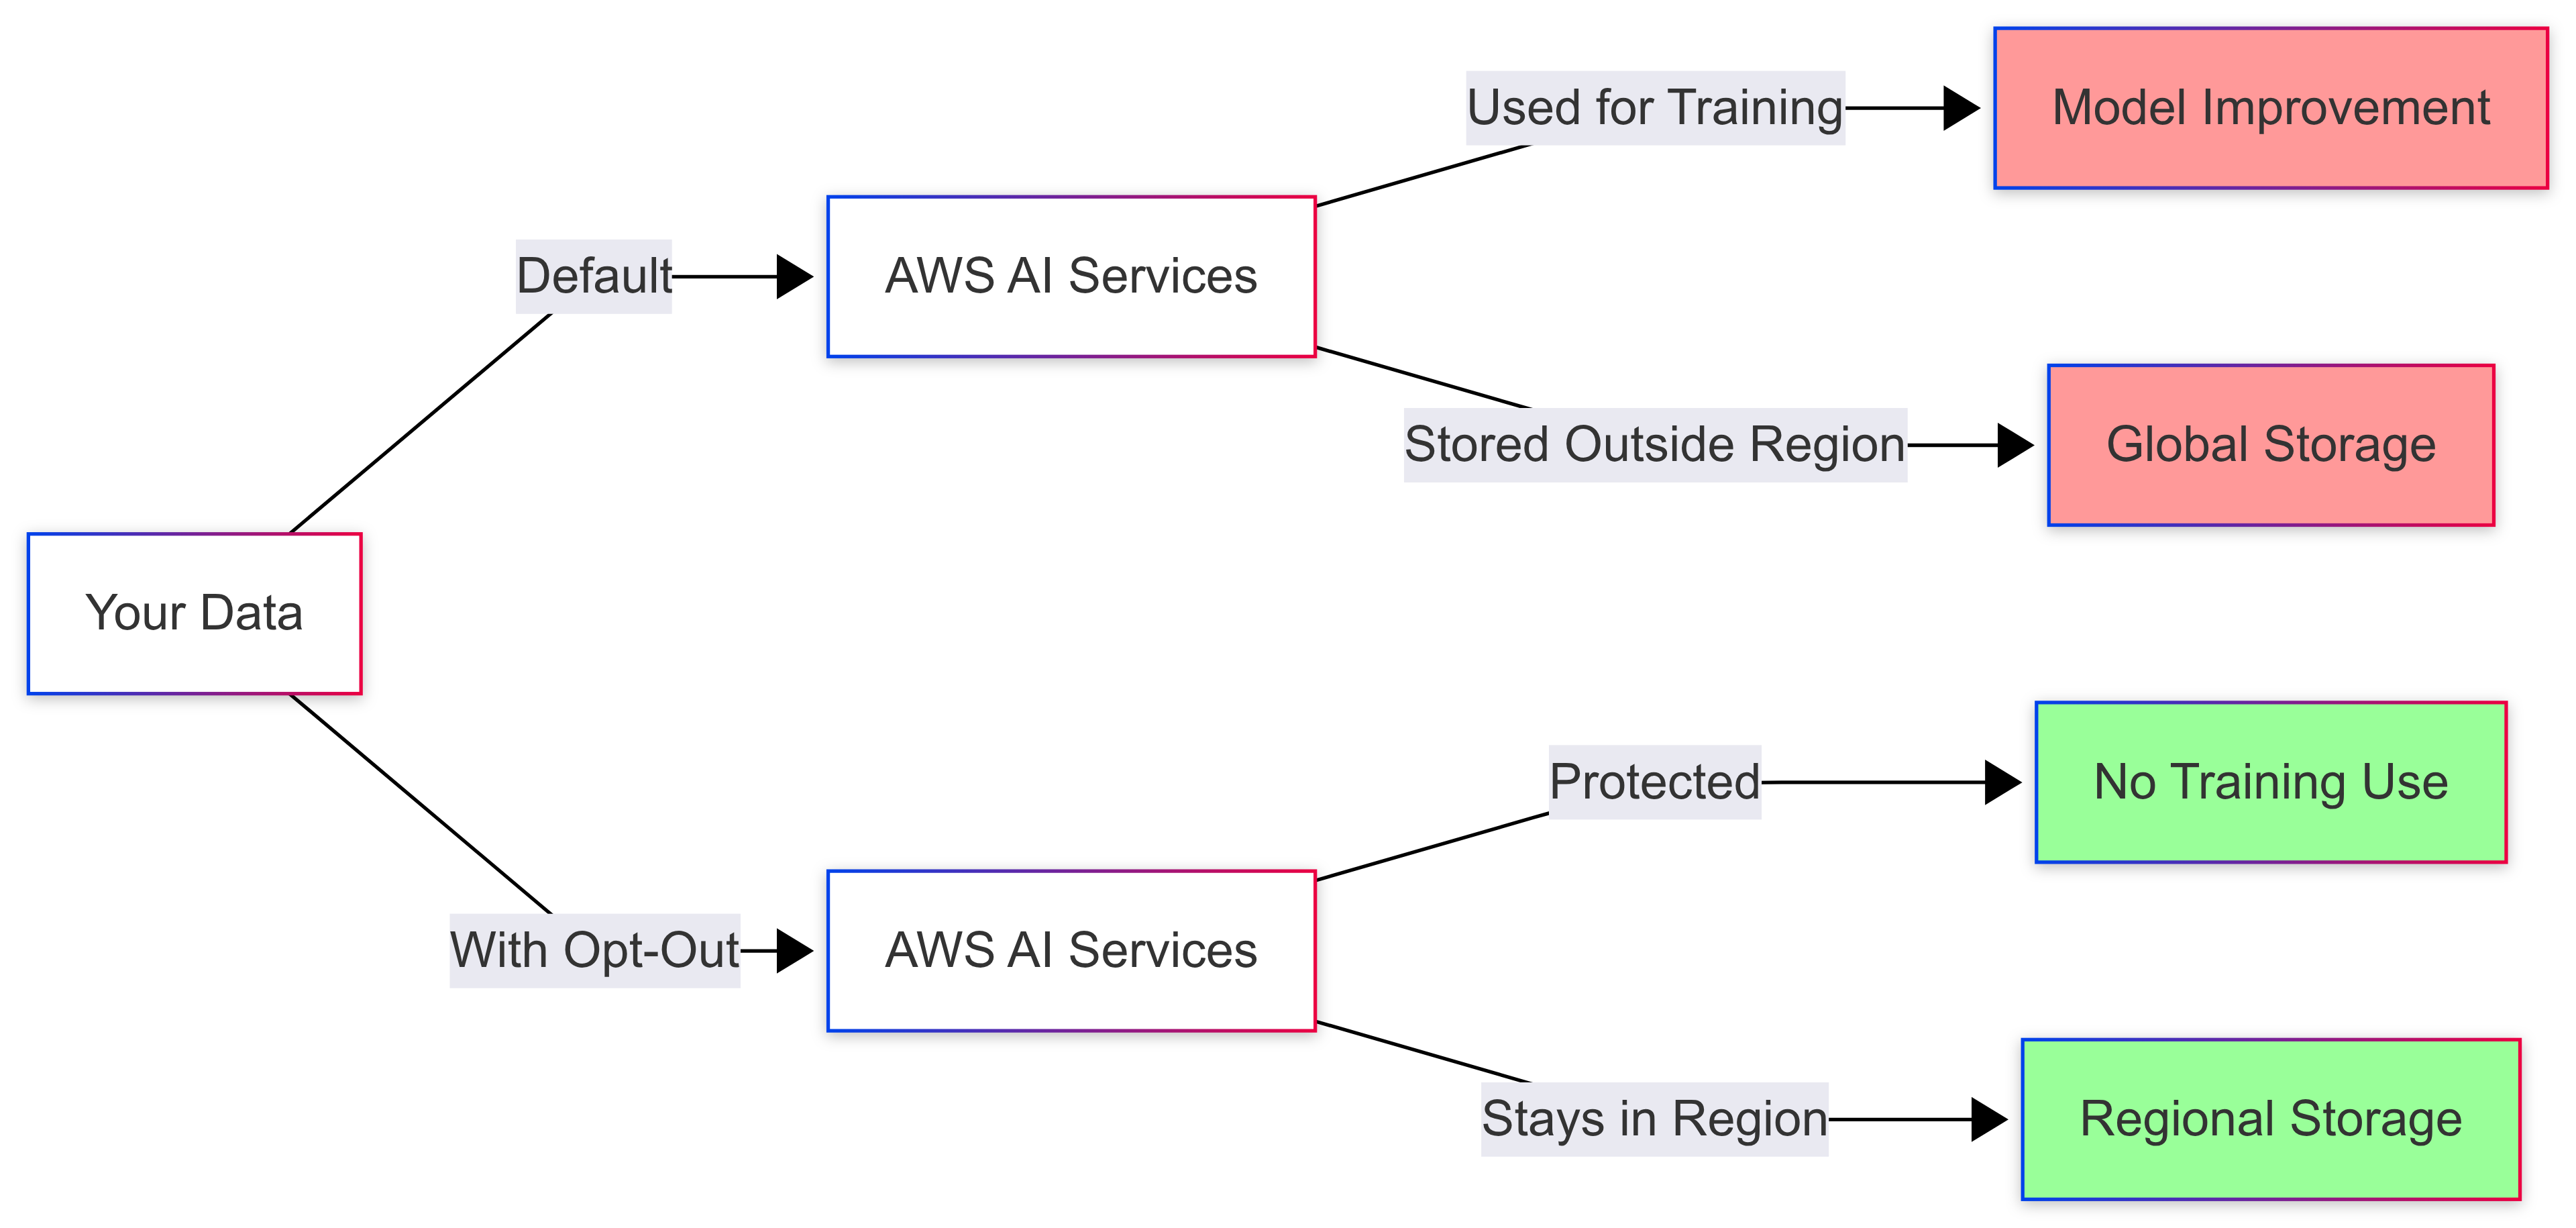 Your Data
Default
AWS AI Services
Used for Training
Model Improvement
Stored Outside Region
Global Storage
With Opt-Out
AWS AI Services
Protected
No Training Use
Stays in Region
Regional Storage